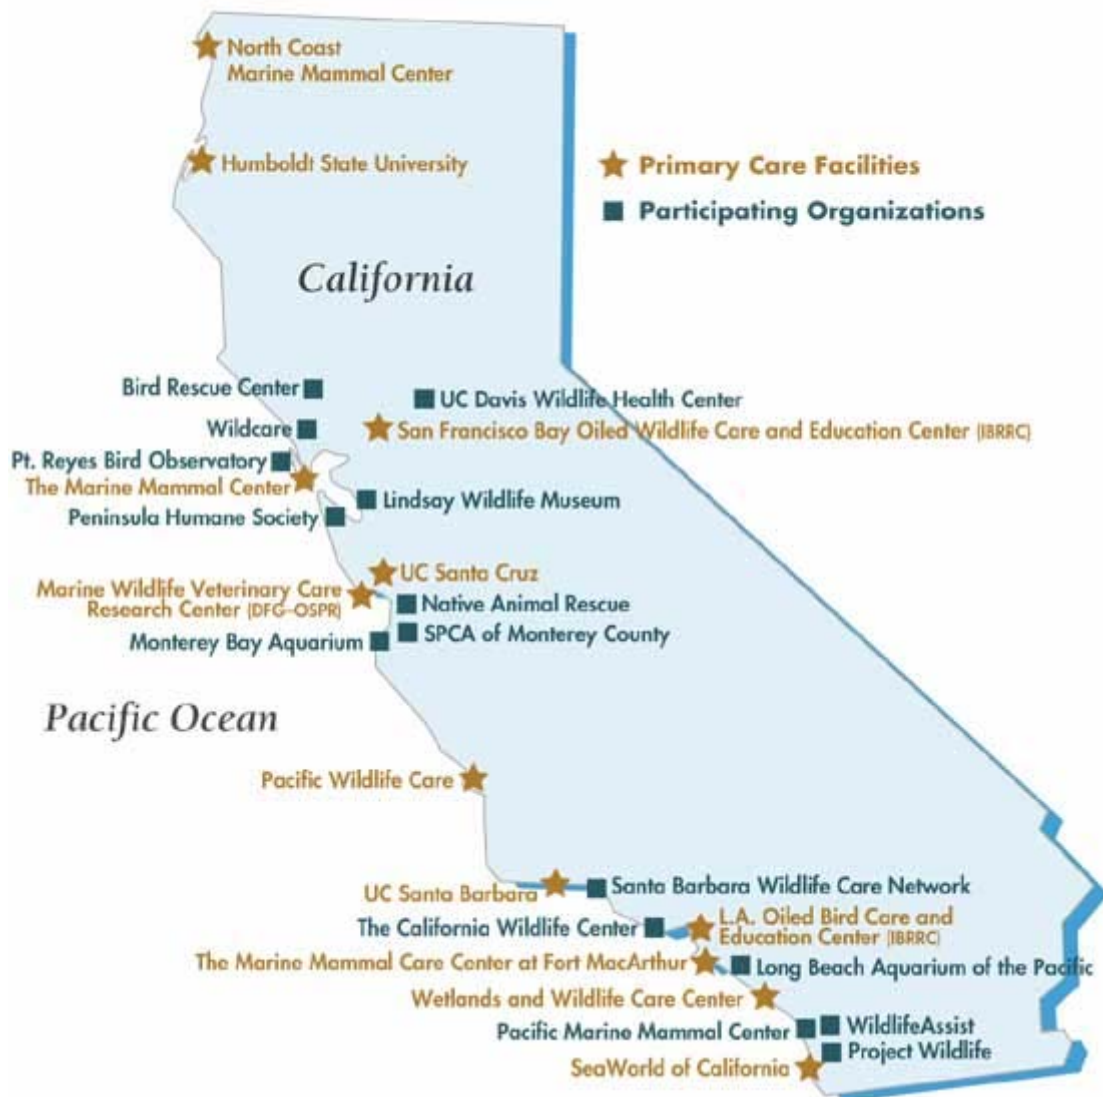 North Coast
Marine Mammal Center
Humboldt State University
Primary Care Facilities
Participating Organizations
California
Bird Rescue Center
UC Davis Wildlife Health Center
Wildcare
San Francisco Bay Oiled Wildlife Care and Education Center (IBRRC)
Pt. Reyes Bird Observatory
The Marine Mammal Center
Lindsay Wildlife Museum
Peninsula Humane Society
UC Santa Cruz
Marine Wildlife Veterinary Care
Research Center (DFG-OSPR)
Native Animal Rescue
SPCA of Monterey County
Monterey Bay Aquarium
Pacific Ocean
Pacific Wildlife Care
UC Santa Barbara
Santa Barbara Wildlife Care Network
The California Wildlife Center
L.A. Oiled Bird Care and
Education Center (IBRRC)
The Marine Mammal Care Center at Fort MacArthur
Long Beach Aquarium of the Pacific
Wetlands and Wildlife Care Center
Pacific Marine Mammal Center
WildlifeAssist
Project Wildlife
SeaWorld of California